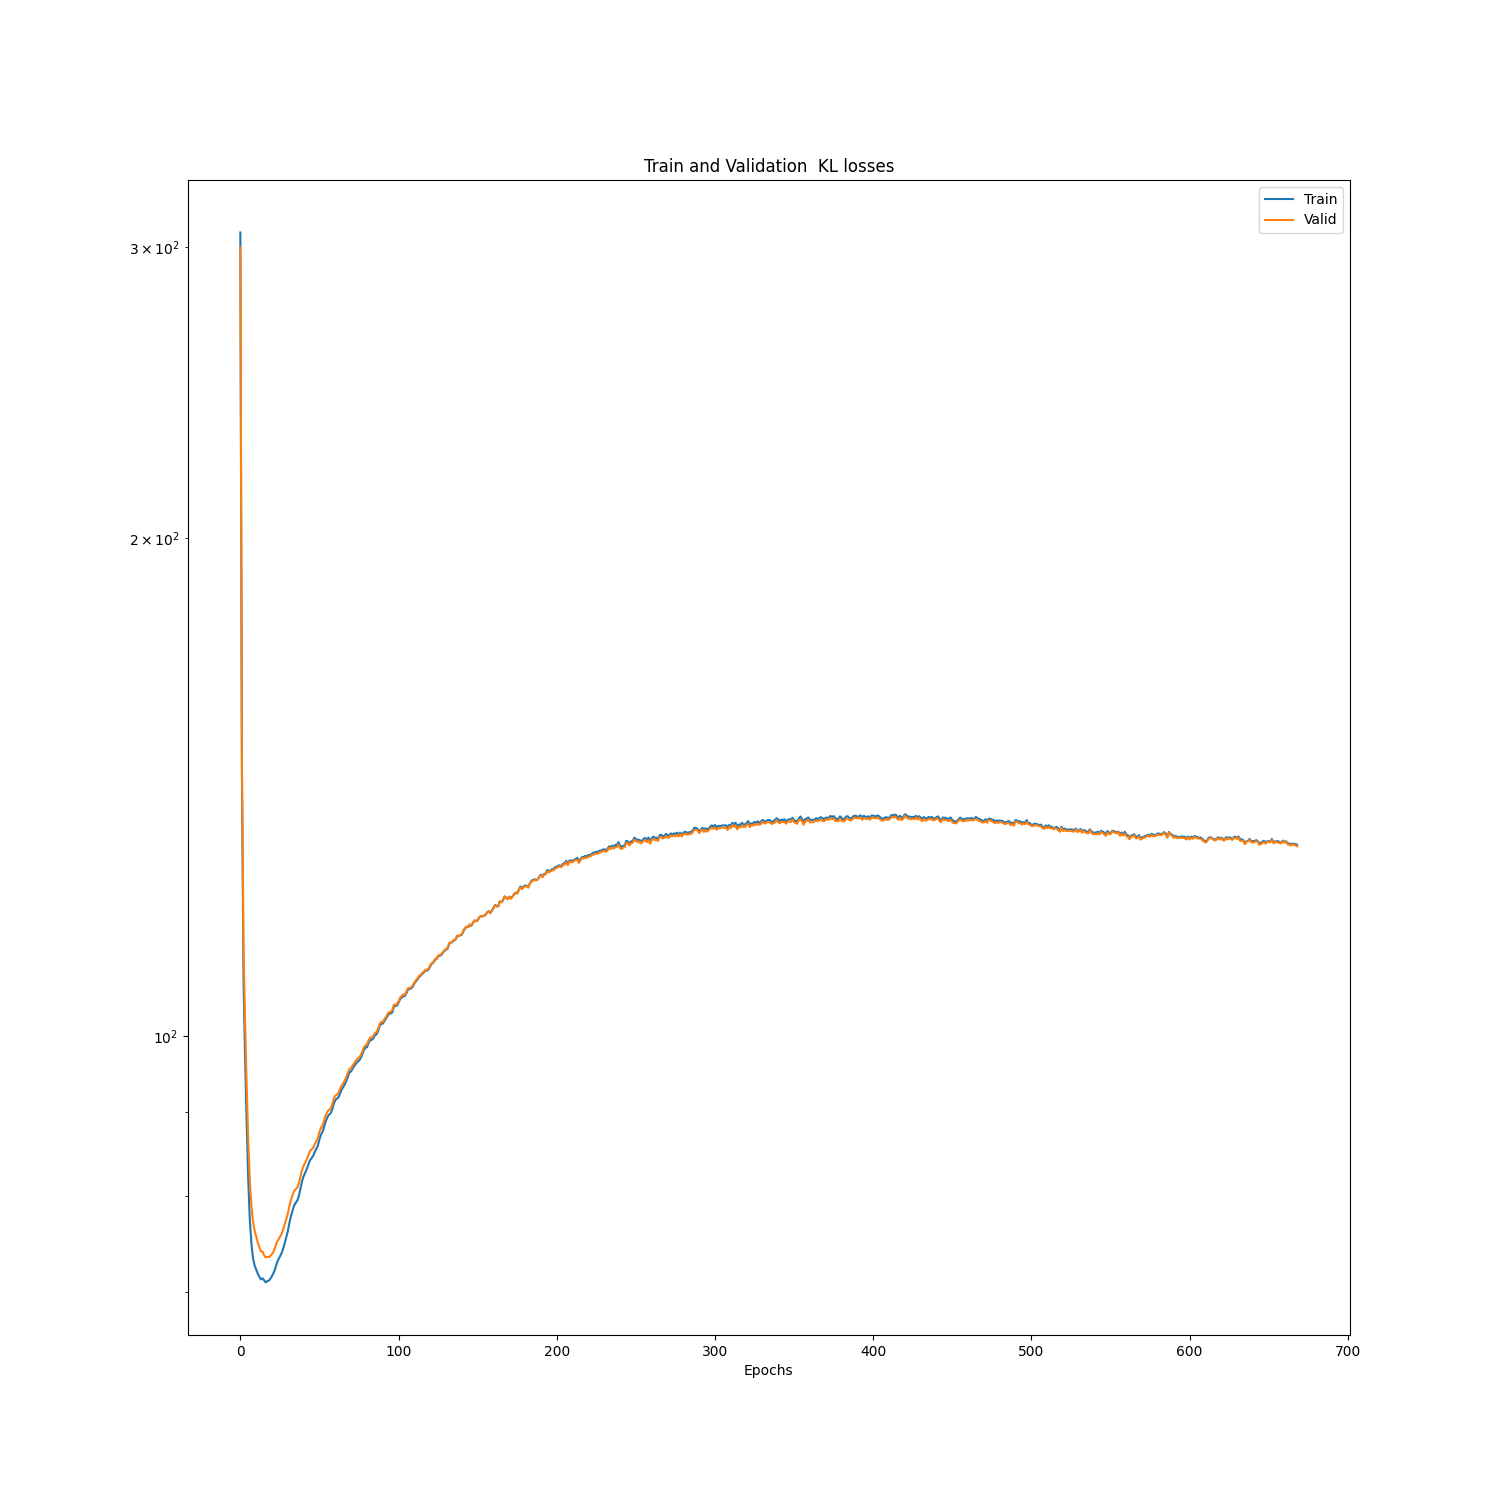 Train and Validation  KL losses
Train
Valid
3 × 10²
2 × 10²
10²
0 100 200 300 400 500 600 700
Epochs